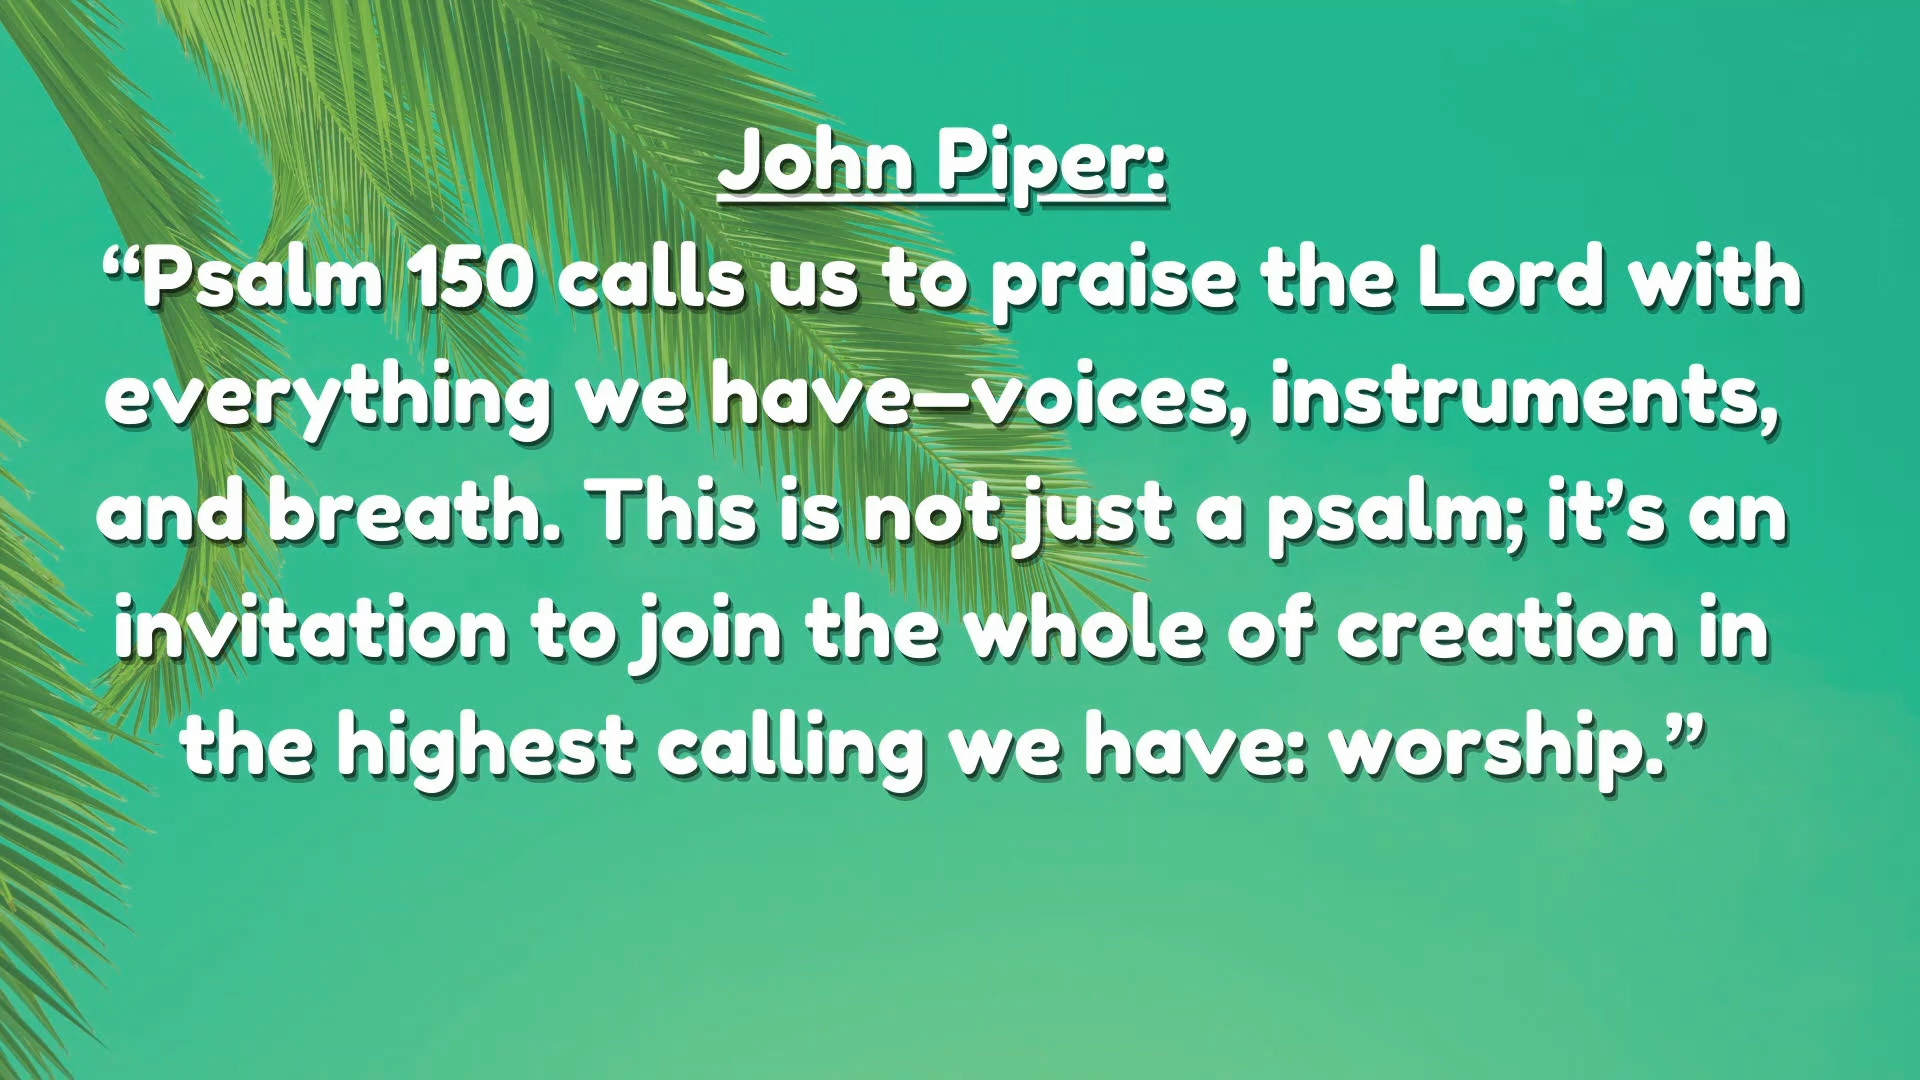 John Piper:
“Psalm 150 calls us to praise the Lord with
everything we have—voices, instruments,
and breath. This is not just a psalm; it’s an
invitation to join the whole of creation in
the highest calling we have: worship.”